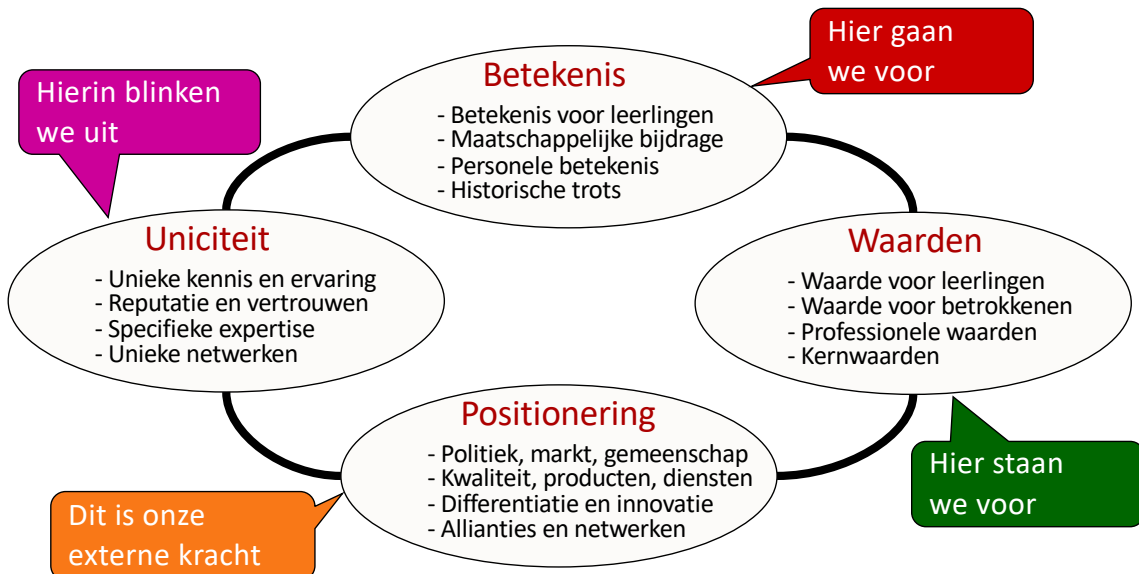 Hier gaan
we voor
Betekenis
- Betekenis voor leerlingen
- Maatschappelijke bijdrage
- Personele betekenis
- Historische trots
Hierin blinken
we uit
Uniciteit
- Unieke kennis en ervaring
- Reputatie en vertrouwen
- Specifieke expertise
- Unieke netwerken
Waarden
- Waarde voor leerlingen
- Waarde voor betrokkenen
- Professionele waarden
- Kernwaarden
Positionering
- Politiek, markt, gemeenschap
- Kwaliteit, producten, diensten
- Differentiatie en innovatie
- Allianties en netwerken
Hier staan
we voor
Dit is onze
externe kracht